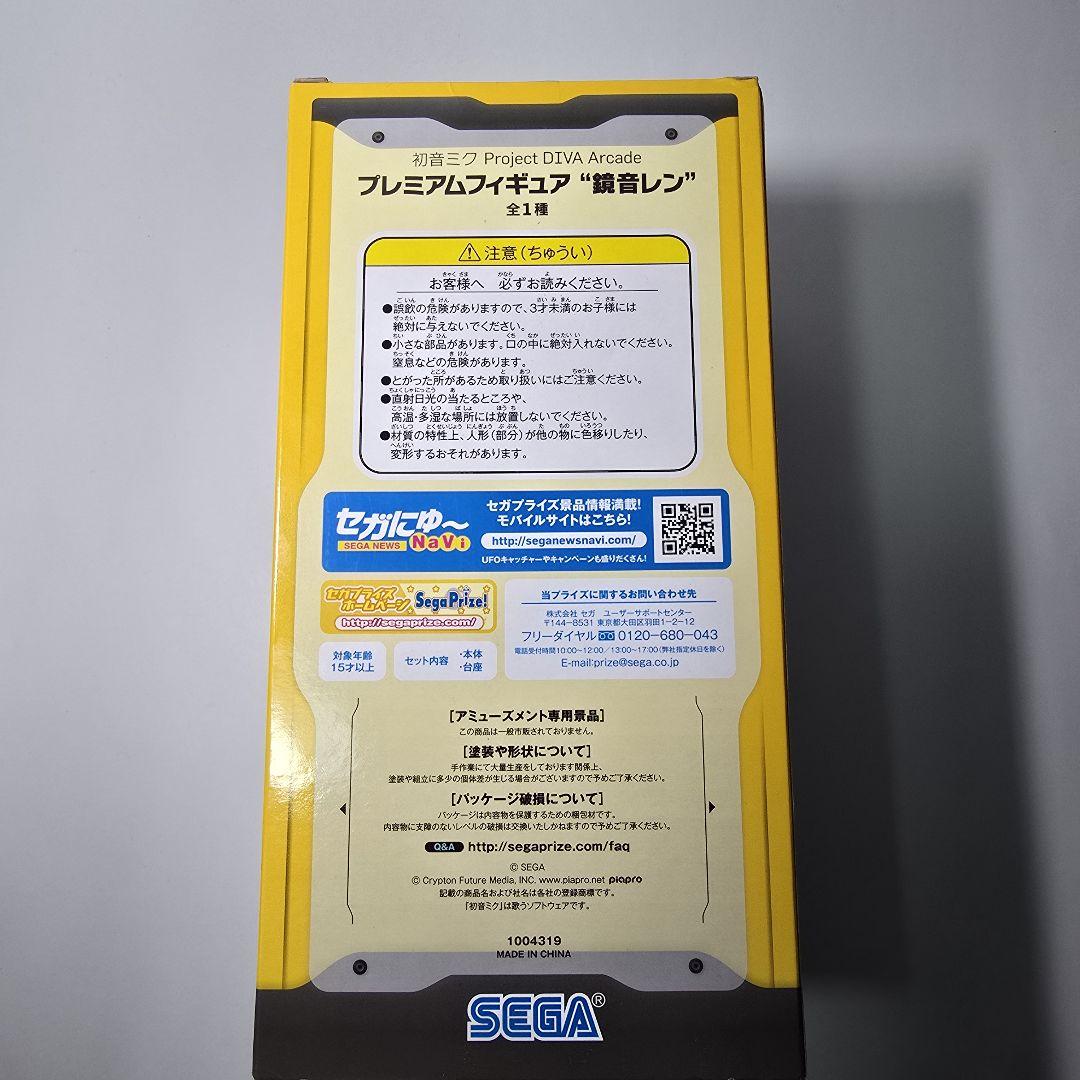 初音ミク Project DIVA Arcade
プレミアムフィギュア “鏡音レン”
全1種
⚠ 注意(ちゅうい)
お客様へ 必ずお読みください。
●誤飲の危険がありますので、3才未満のお子様には
絶対に与えないでください。
●小さな部品があります。口の中に絶対入れないでください。
窒息などの危険があります。
●とがった所があるため取り扱いにはご注意ください。
●直射日光の当たるところや、
高温・多湿な場所には放置しないでください。
●材質の特性上、人形(部分)が他の物に色移りしたり、
変形するおそれがあります。
セガにゅ〜
SEGA NEWS NaVi
セガプライズ景品情報満載!
モバイルサイトはこちら!
http://seganewsnavi.com/
UFOキャッチャーやキャンペーンも盛りだくさん!
セガプライズ
ホームページ
SegaPrize!
http://segaprize.com/
対象年齢
15才以上
セット内容 ・本体
・台座
当プライズに関するお問い合わせ先
株式会社 セガ ユーザーサポートセンター
〒144-8531 東京都大田区羽田1-2-12
フリーダイヤル 0120-680-043
電話受付時間10:00〜12:00/13:00〜17:00(弊社指定休日を除く)
E-mail:prize@sega.co.jp
[アミューズメント専用景品]
この商品は一般市販されておりません。
[塗装や形状について]
手作業にて大量生産をしております関係上、
塗装や組立に多少の個体差が生じる場合がございますので予めご了承ください。
[パッケージ破損について]
パッケージは内容物を保護するための梱包材です。
内容物に支障のないレベルの破損は交換いたしかねますので予めご了承ください。
Q&A http://segaprize.com/faq
© SEGA
© Crypton Future Media, INC. www.piapro.net piapro
記載の商品名および社名は各社の登録商標です。
「初音ミク」は歌うソフトウェアです。
1004319
MADE IN CHINA
SEGA®